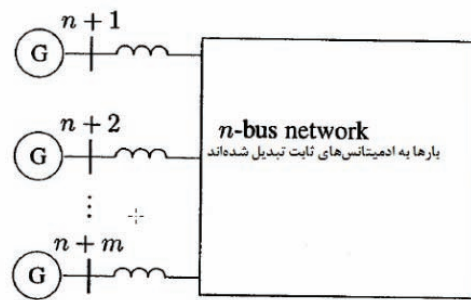 n + 1
G
n + 2
G
n-bus network
بارها به ادمیتانس‌های ثابت تبدیل شده‌اند
⋮
n + m
G